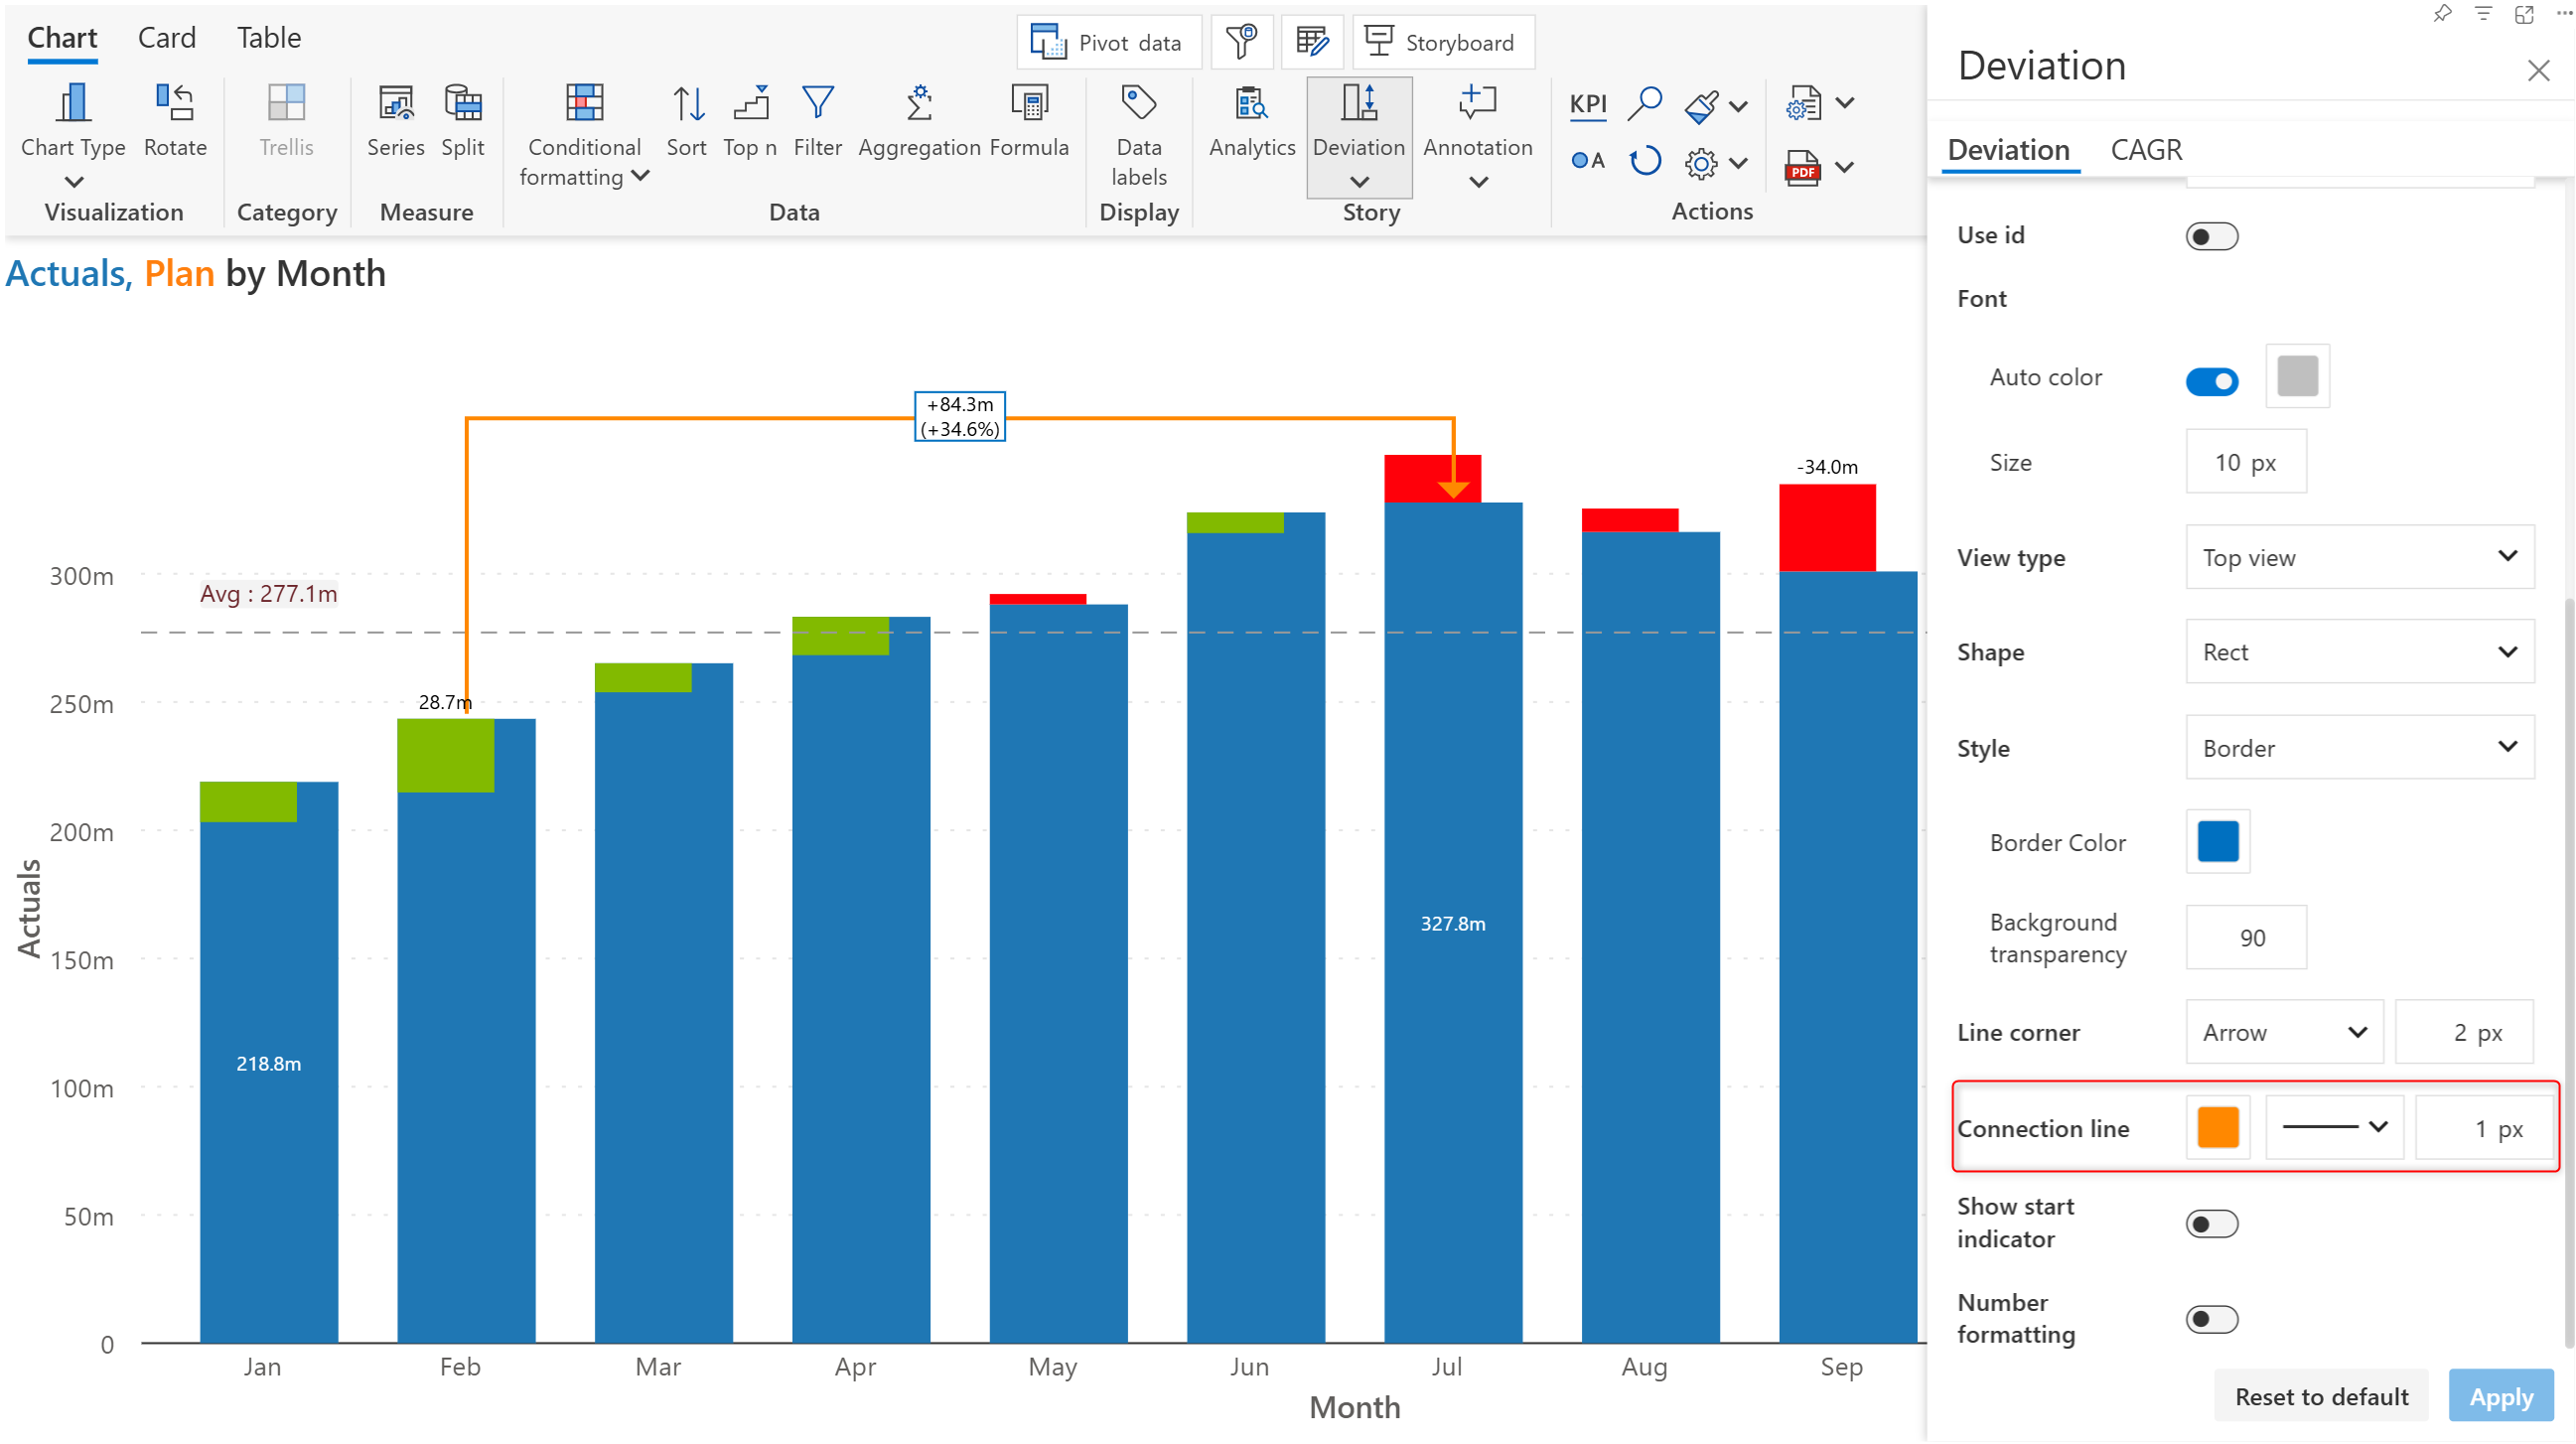 Chart Card Table
Pivot data
Storyboard
Chart Type
Rotate
Visualization
Trellis
Category
Series
Split
Measure
Conditional
formatting
Sort
Top n
Filter
Aggregation
Formula
Data
Data
labels
Display
Analytics
Deviation
Annotation
Story
KPI
A
PDF
Actions
Actuals, Plan by Month
+84.3m
(+34.6%)
-34.0m
Avg : 277.1m
28.7m
327.8m
218.8m
300m
250m
200m
150m
100m
50m
0
Actuals
Jan Feb Mar Apr May Jun Jul Aug Sep
Month
Deviation
Deviation CAGR
Use id
Font
Auto color
Size 10 px
View type Top view
Shape Rect
Style Border
Border Color
Background
transparency
90
Line corner Arrow 2 px
Connection line 1 px
Show start
indicator
Number
formatting
Reset to default Apply